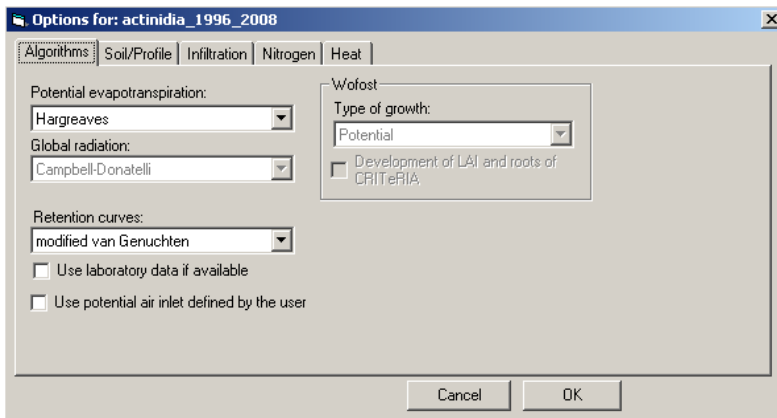 Options for: actinidia_1996_2008
Algorithms
Soil/Profile
Infiltration
Nitrogen
Heat
Potential evapotranspiration:
Hargreaves
Global radiation:
Campbell-Donatelli
Retention curves:
modified van Genuchten
Use laboratory data if available
Use potential air inlet defined by the user
Wofost
Type of growth:
Potential
Development of LAI and roots of
CRITeRIA
Cancel
OK